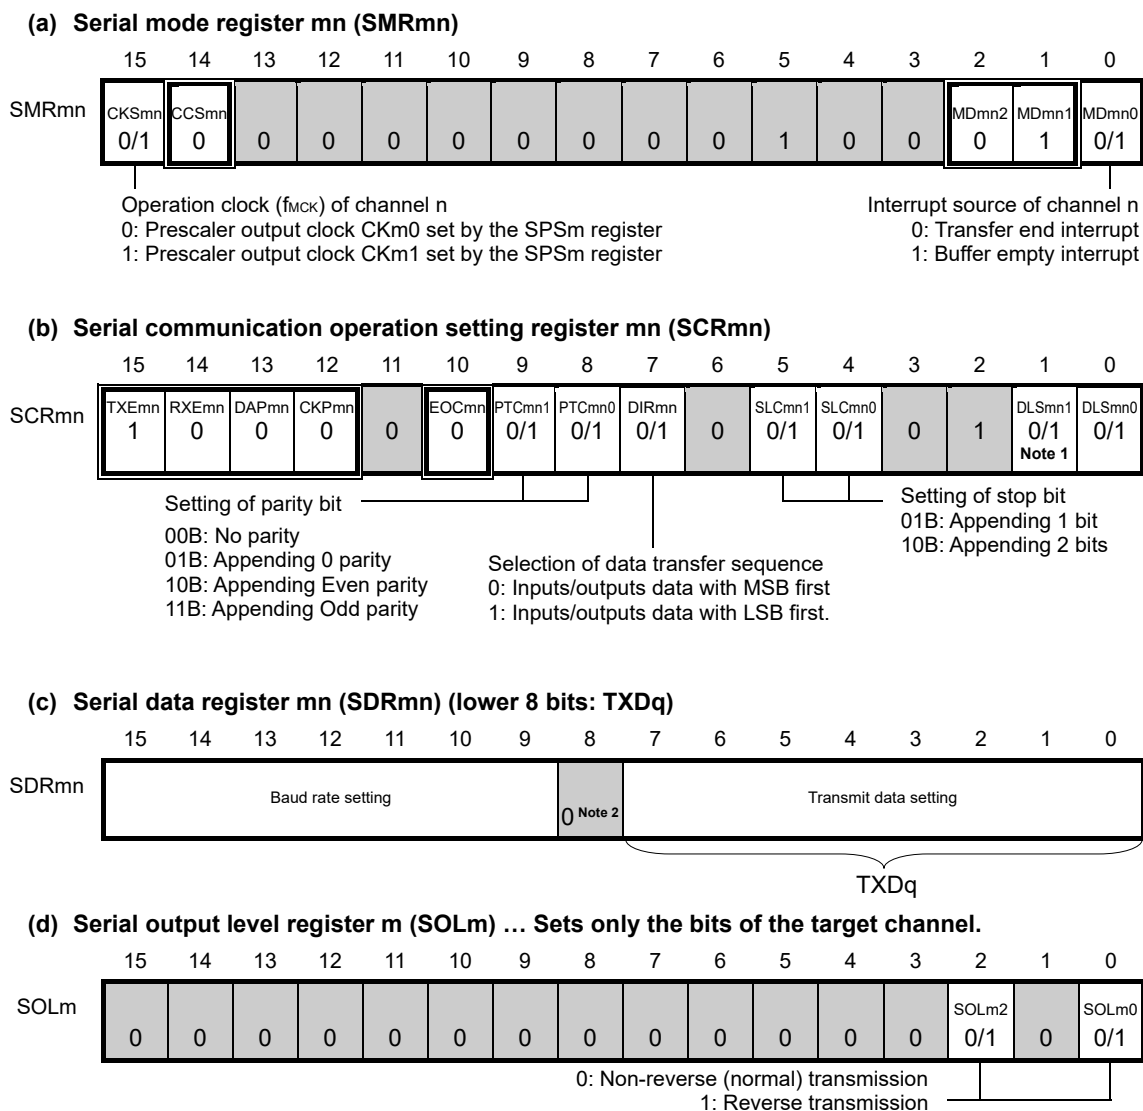 (a) Serial mode register mn (SMRmn)
15 14 13 12 11 10 9 8 7 6 5 4 3 2 1 0
SMRmn CKSmn CCSmn MDmn2 MDmn1 MDmn0
0/1 0 0 0 0 0 0 0 0 0 1 0 0 0 1 0/1
Operation clock (fMCK) of channel n
0: Prescaler output clock CKm0 set by the SPSm register
1: Prescaler output clock CKm1 set by the SPSm register
Interrupt source of channel n
0: Transfer end interrupt
1: Buffer empty interrupt
(b) Serial communication operation setting register mn (SCRmn)
15 14 13 12 11 10 9 8 7 6 5 4 3 2 1 0
SCRmn TXEmn RXEmn DAPmn CKPmn EOCmn PTCmn1 PTCmn0 DIRmn SLCmn1 SLCmn0 DLSmn1 DLSmn0
1 0 0 0 0 0 0/1 0/1 0/1 0 0/1 0/1 0 1 0/1 0/1
Note 1
Setting of parity bit
00B: No parity
01B: Appending 0 parity
10B: Appending Even parity
11B: Appending Odd parity
Selection of data transfer sequence
0: Inputs/outputs data with MSB first
1: Inputs/outputs data with LSB first.
Setting of stop bit
01B: Appending 1 bit
10B: Appending 2 bits
(c) Serial data register mn (SDRmn) (lower 8 bits: TXDq)
15 14 13 12 11 10 9 8 7 6 5 4 3 2 1 0
SDRmn Baud rate setting 0 Note 2 Transmit data setting
TXDq
(d) Serial output level register m (SOLm) … Sets only the bits of the target channel.
15 14 13 12 11 10 9 8 7 6 5 4 3 2 1 0
SOLm SOLm2 SOLm0
0 0 0 0 0 0 0 0 0 0 0 0 0 0/1 0 0/1
0: Non-reverse (normal) transmission
1: Reverse transmission